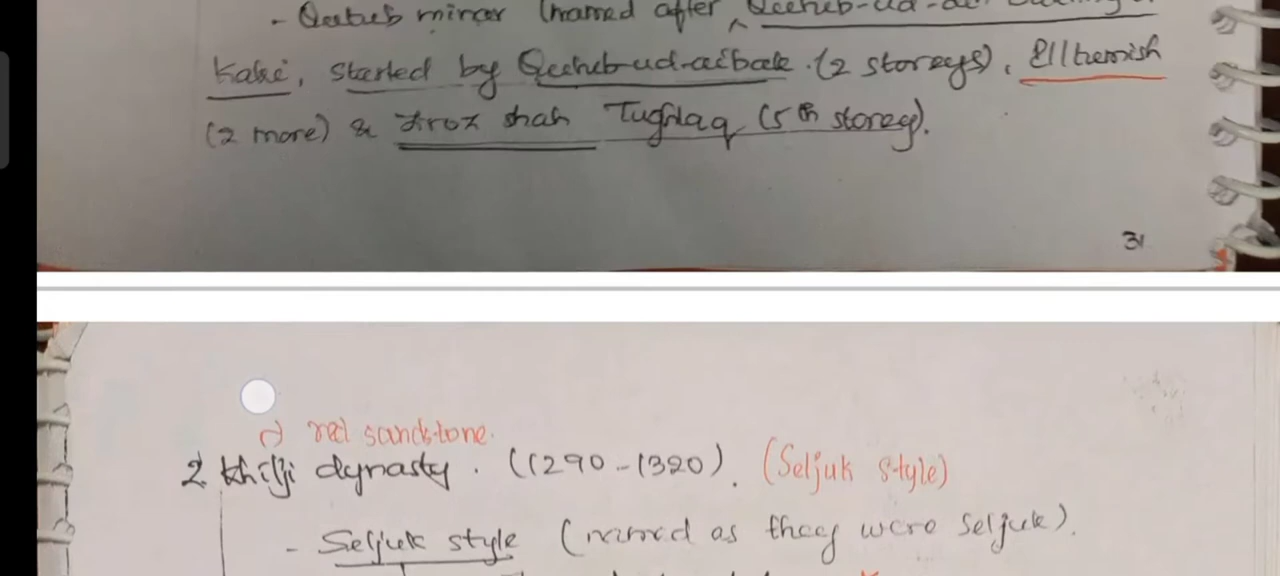 - Qutub minar (named after Qutub-ud-din
Kaki, started by Qutub-ud-aibak (2 storeys), Illtumish
(2 more) & Firoz shah Tughlaq (5th storey).
31
red sandstone.
2. Khilji dynasty. (1290-1320). (Seljuk style)
- Seljuk style (named as they were Seljuk).